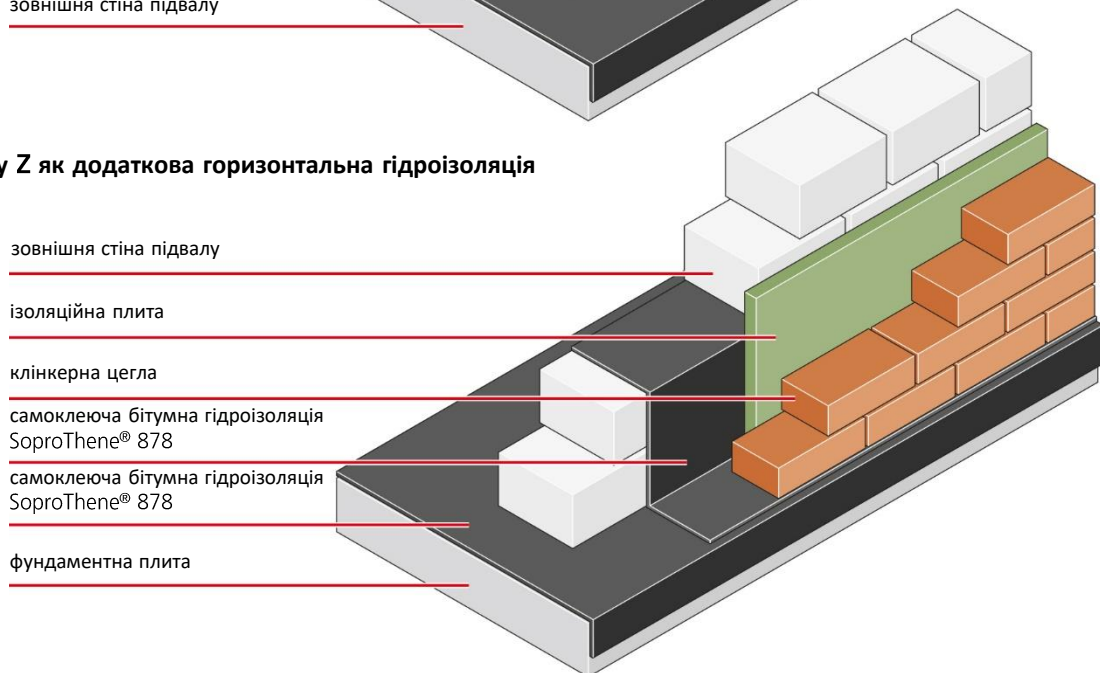 зовнішня стіна підвалу
у Z як додаткова горизонтальна гідроізоляція
зовнішня стіна підвалу
ізоляційна плита
клінкерна цегла
самоклеюча бітумна гідроізоляція
SoproThene® 878
самоклеюча бітумна гідроізоляція
SoproThene® 878
фундаментна плита